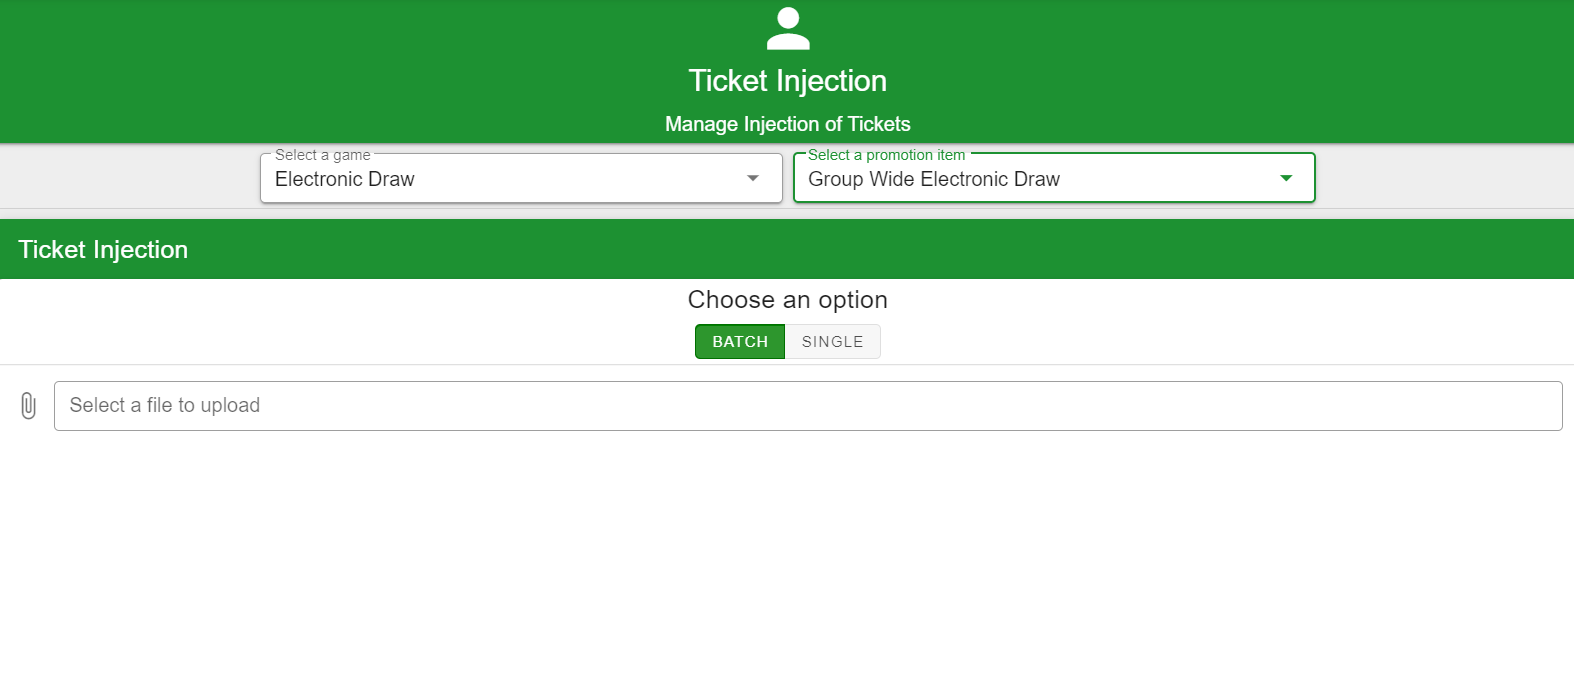 Ticket Injection
Manage Injection of Tickets
Select a game
Electronic Draw
Select a promotion item
Group Wide Electronic Draw
Ticket Injection
Choose an option
BATCH
SINGLE
Select a file to upload